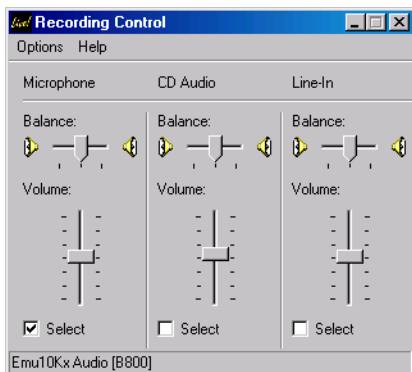 Live! Recording Control
Options Help
Microphone CD Audio Line-In
Balance: Balance: Balance:
Volume: Volume: Volume:
Select Select Select
Emu10Kx Audio [B800]